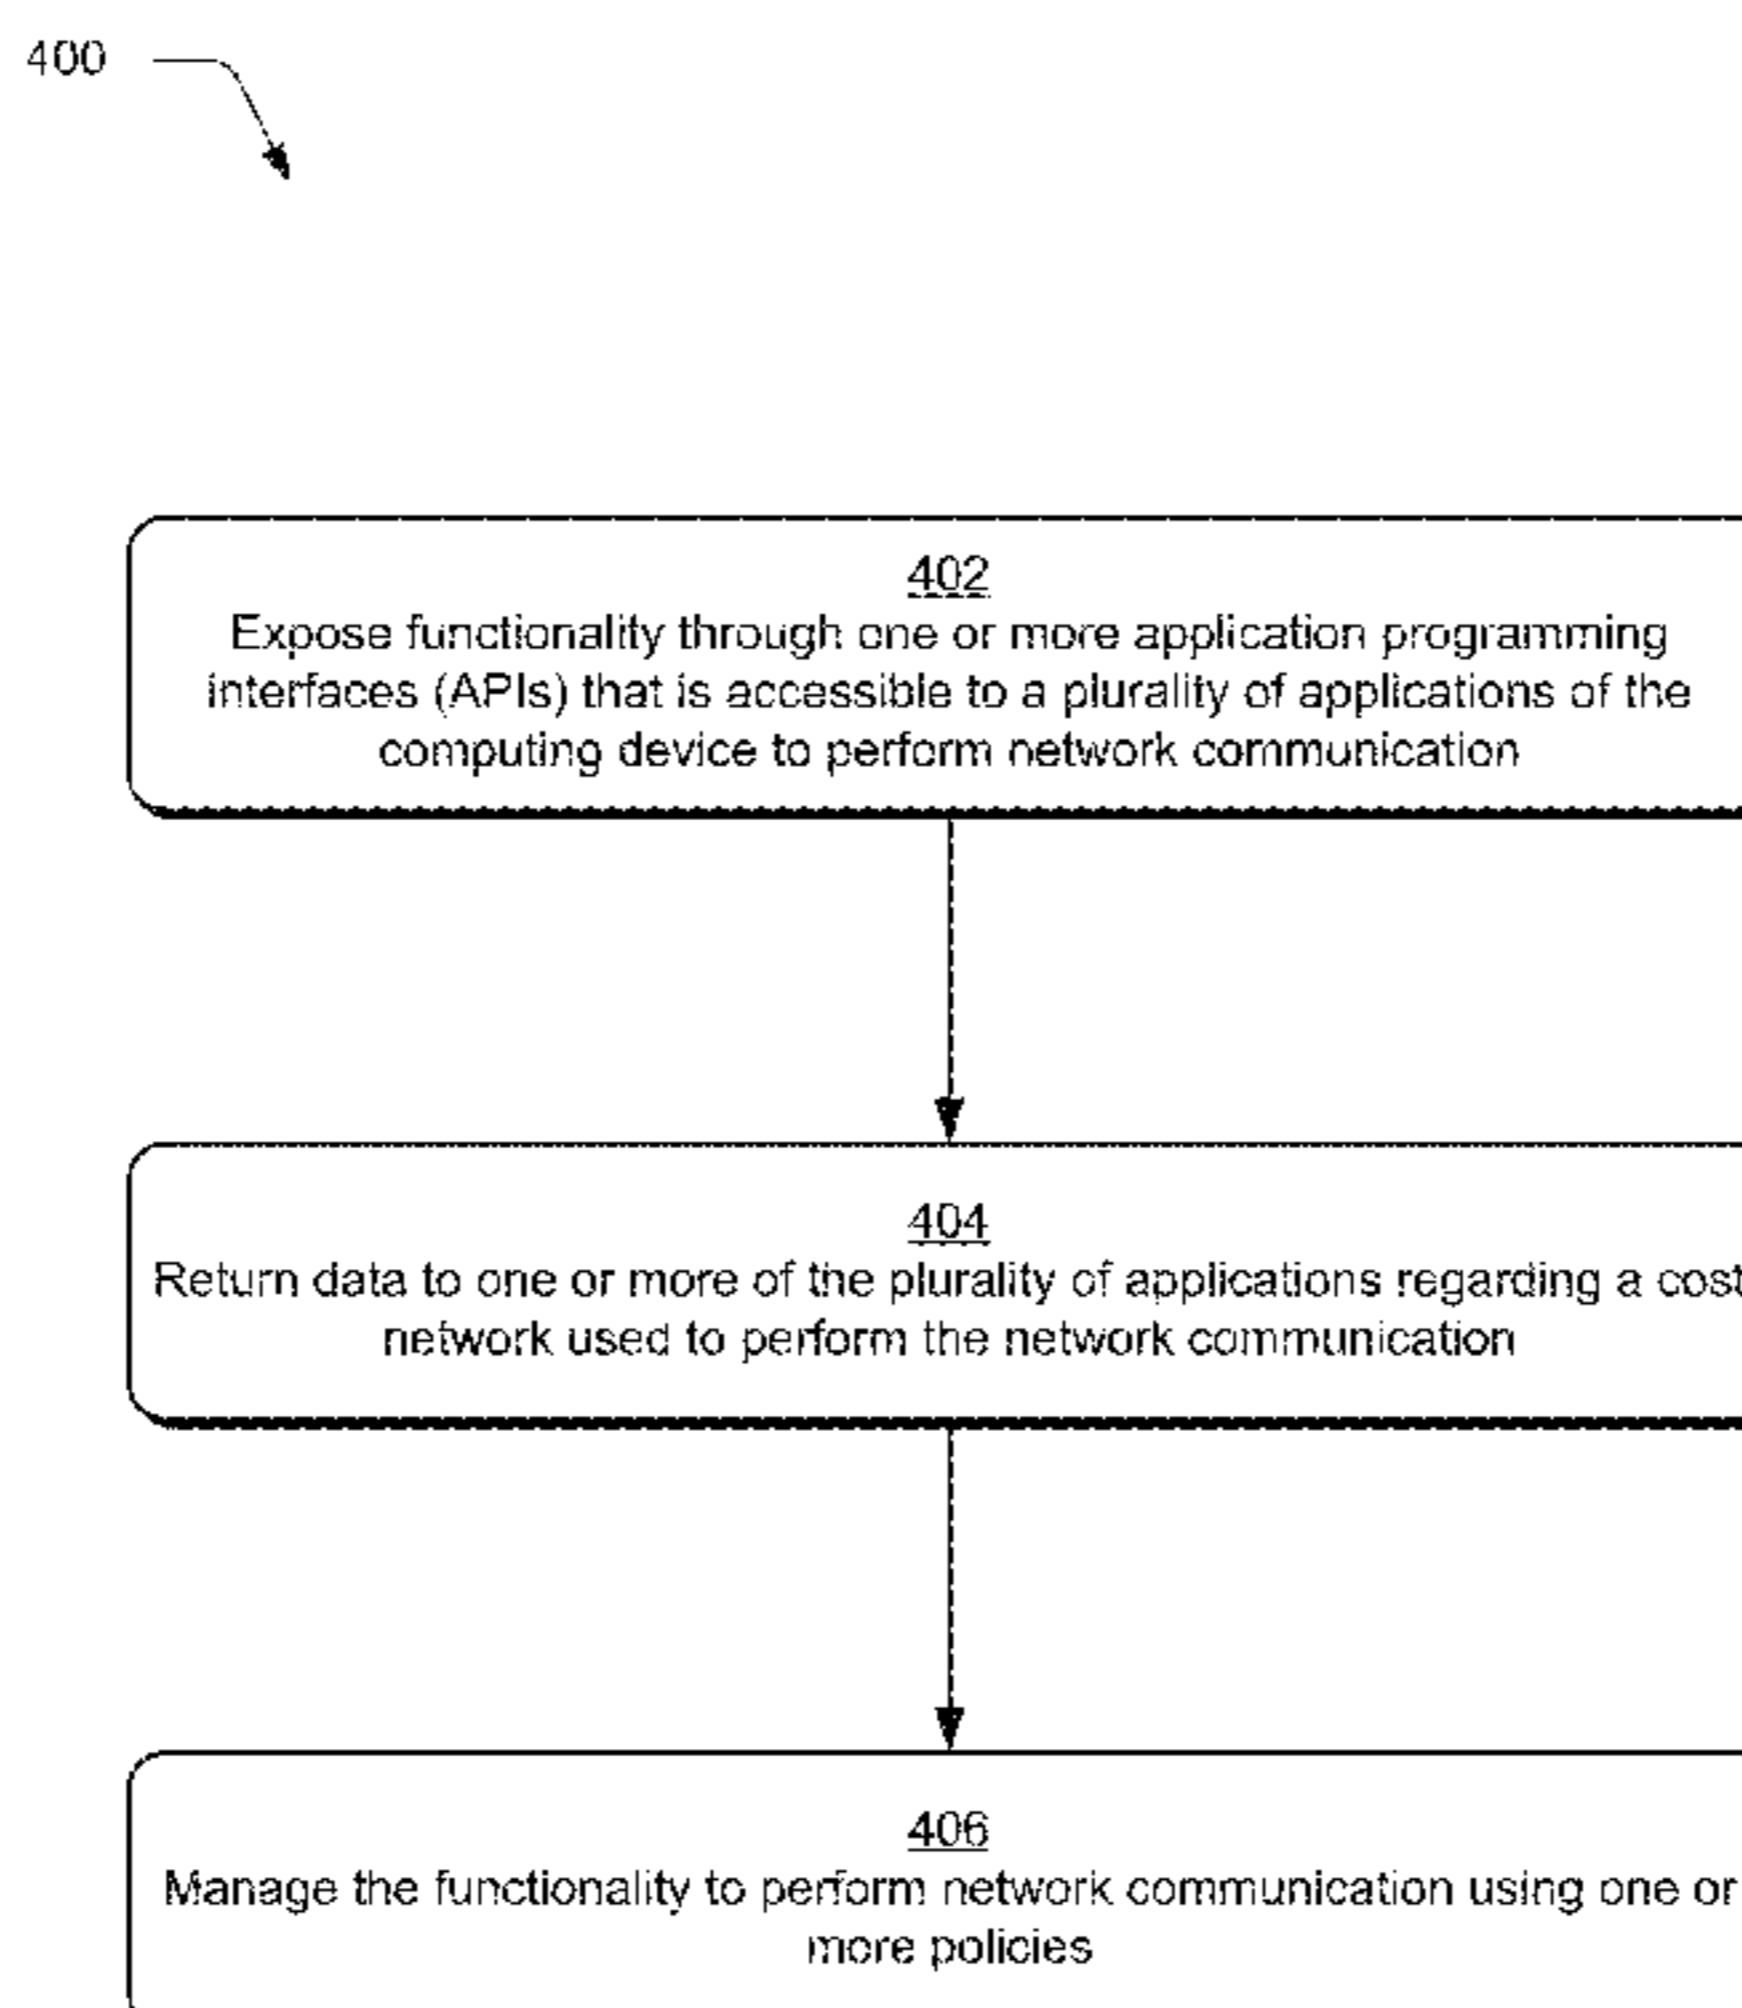 400
402
Expose functionality through one or more application programming
interfaces (APIs) that is accessible to a plurality of applications of the
computing device to perform network communication
404
Return data to one or more of the plurality of applications regarding a cost
network used to perform the network communication
406
Manage the functionality to perform network communication using one or
more policies